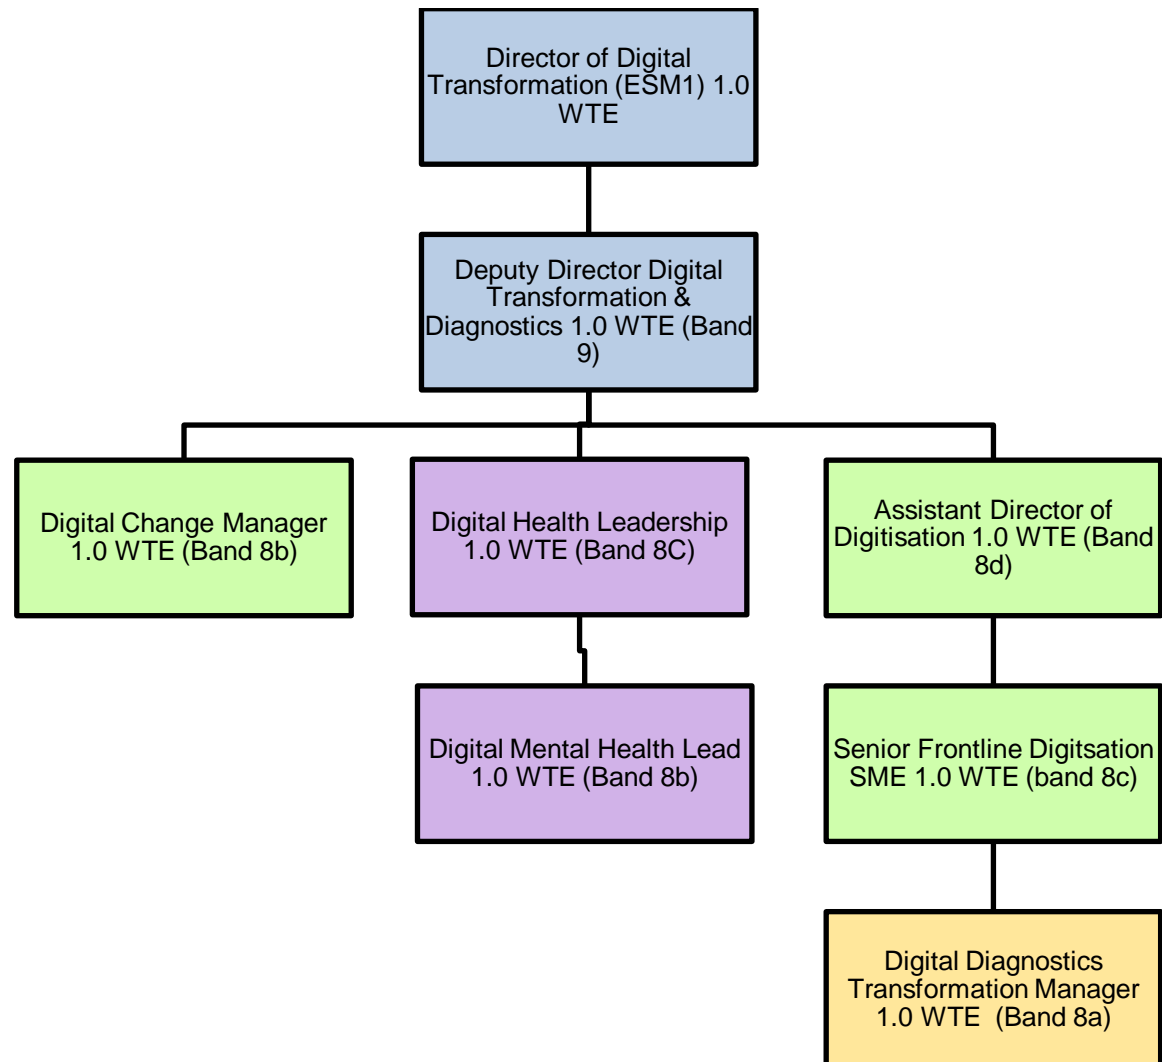 Director of Digital
Transformation (ESM1) 1.0
WTE
Deputy Director Digital
Transformation &
Diagnostics 1.0 WTE (Band
9)
Digital Change Manager
1.0 WTE (Band 8b)
Digital Health Leadership
1.0 WTE (Band 8C)
Assistant Director of
Digitisation 1.0 WTE (Band
8d)
Digital Mental Health Lead
1.0 WTE (Band 8b)
Senior Frontline Digitsation
SME 1.0 WTE (band 8c)
Digital Diagnostics
Transformation Manager
1.0 WTE  (Band 8a)